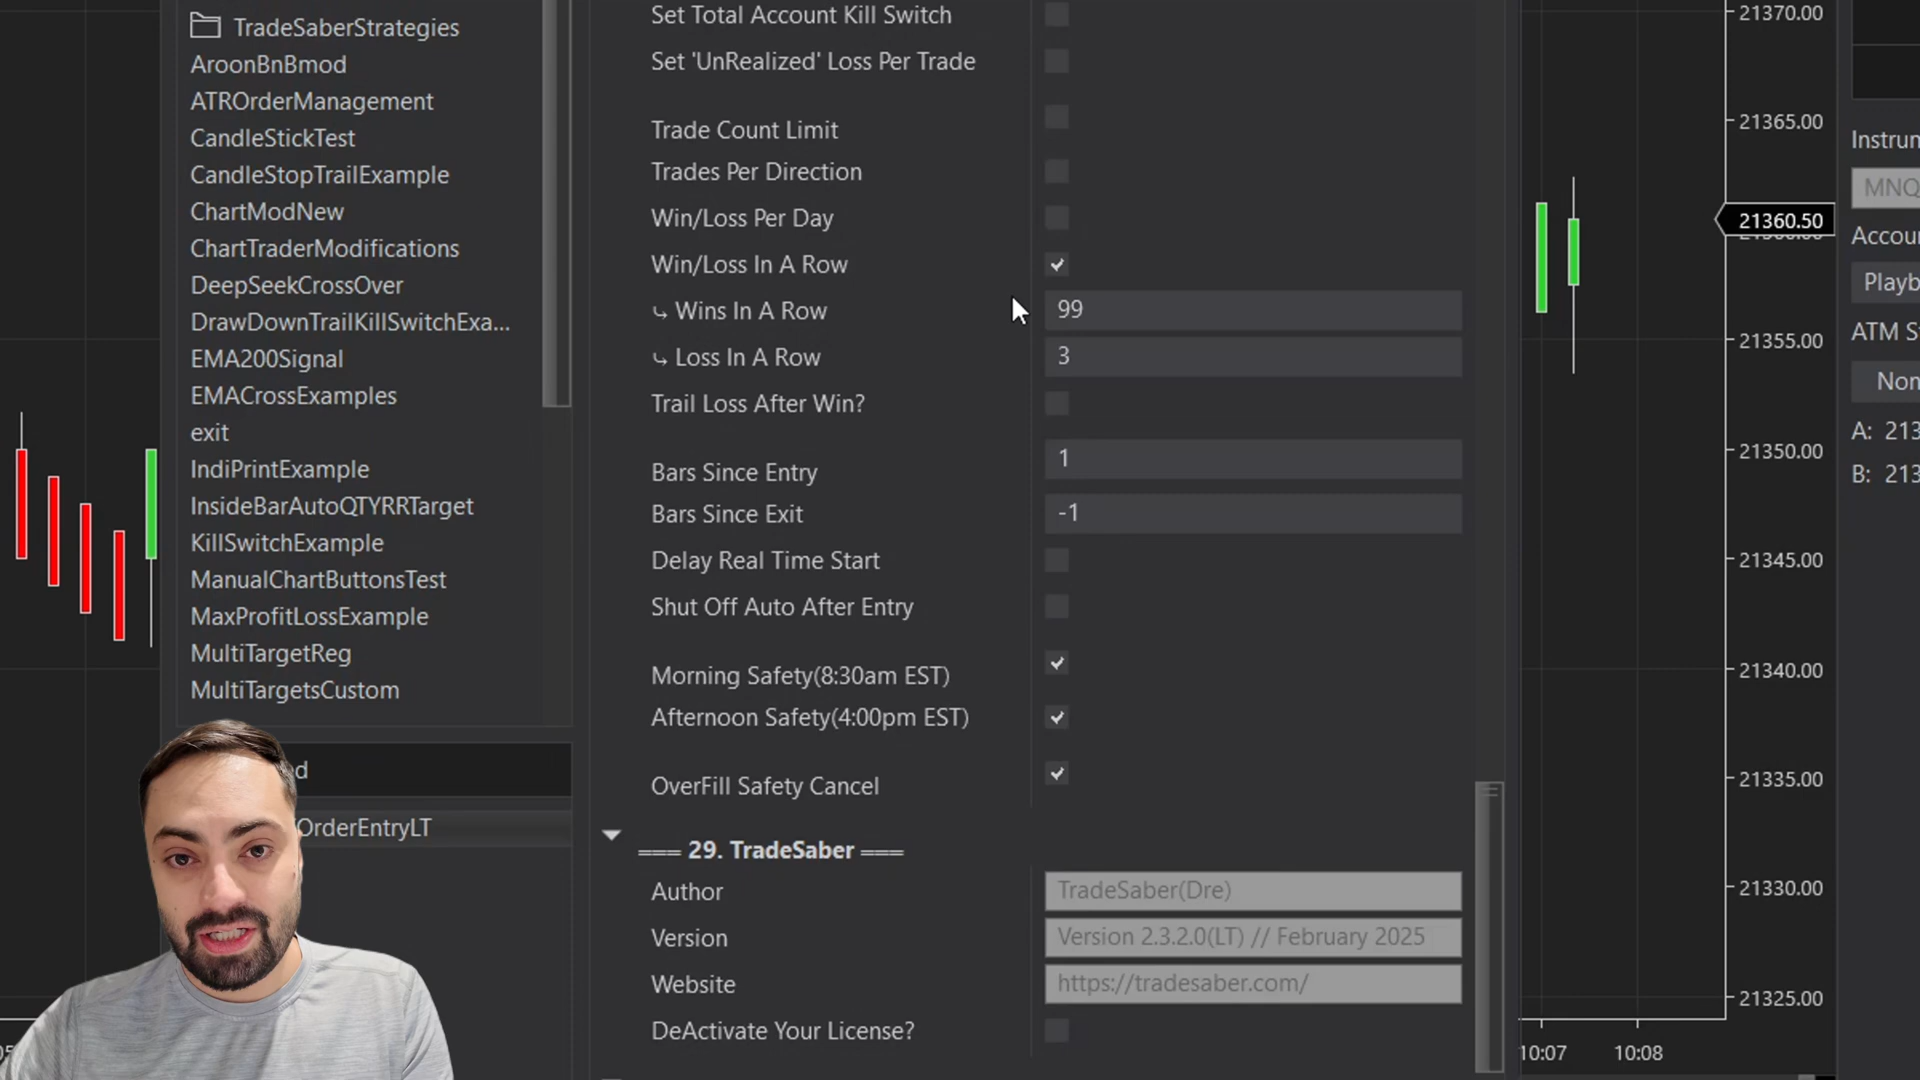 TradeSaberStrategies
AroonBnBmod
ATROrderManagement
CandleStickTest
CandleStopTrailExample
ChartModNew
ChartTraderModifications
DeepSeekCrossOver
DrawDownTrailKillSwitchExa...
EMA200Signal
EMACrossExamples
exit
IndiPrintExample
InsideBarAutoQTYRRTarget
KillSwitchExample
ManualChartButtonsTest
MaxProfitLossExample
MultiTargetReg
MultiTargetsCustom
OrderEntryLT
Set Total Account Kill Switch
Set 'UnRealized' Loss Per Trade
Trade Count Limit
Trades Per Direction
Win/Loss Per Day
Win/Loss In A Row
⤷ Wins In A Row 99
⤷ Loss In A Row 3
Trail Loss After Win?
Bars Since Entry 1
Bars Since Exit -1
Delay Real Time Start
Shut Off Auto After Entry
Morning Safety(8:30am EST)
Afternoon Safety(4:00pm EST)
OverFill Safety Cancel
=== 29. TradeSaber ===
Author TradeSaber(Dre)
Version Version 2.3.2.0(LT) // February 2025
Website https://tradesaber.com/
DeActivate Your License?
21370.00
21365.00
21360.50
21355.00
21350.00
21345.00
21340.00
21335.00
21330.00
21325.00
10:07 10:08
Instrum
MNQ
Accou
Playb
ATM S
Non
A: 213
B: 213